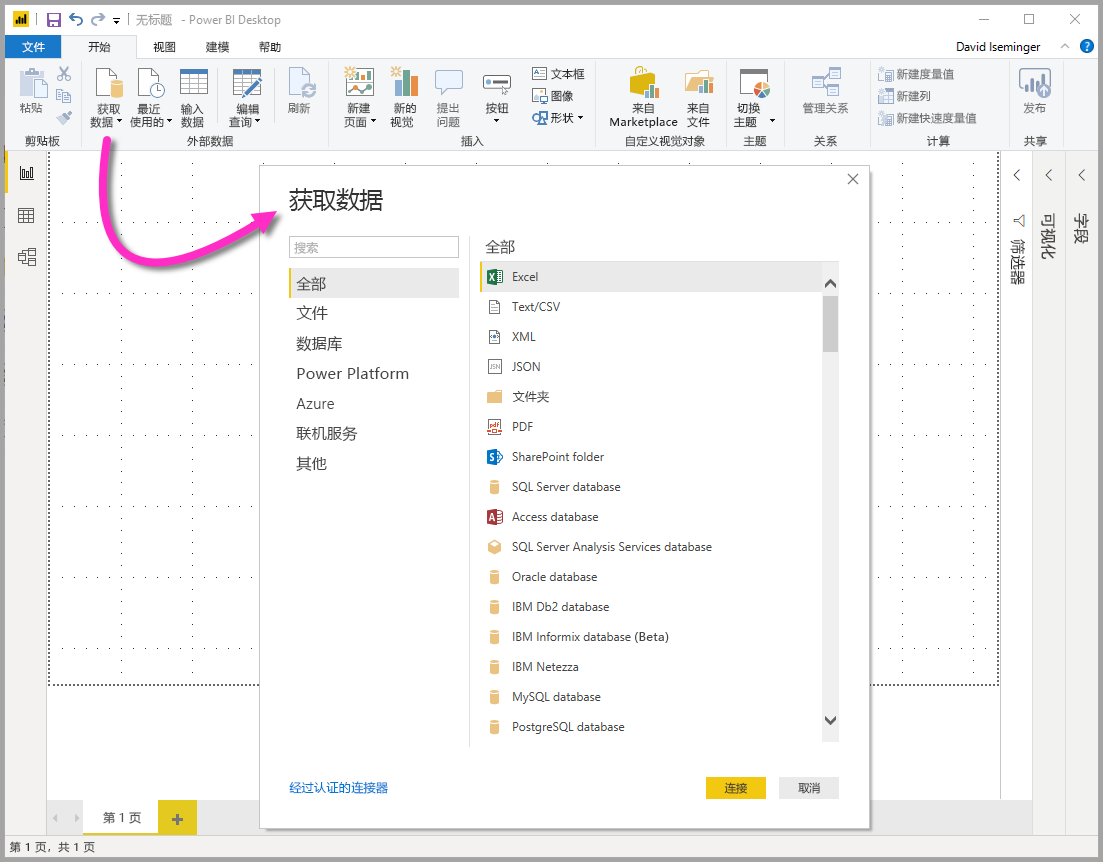 无标题 - Power BI Desktop
文件 开始 视图 建模 帮助 David Iseminger
粘贴
获取
数据
最近
使用的
输入
数据
编辑
查询
刷新
新建
页面
新的
视觉
提出
问题
按钮
文本框
图像
形状
来自
Marketplace
来自
文件
切换
主题
管理关系
新建度量值
新建列
新建快速度量值
发布
剪贴板 外部数据 插入 自定义视觉对象 主题 关系 计算 共享
获取数据
搜索
全部
文件
数据库
Power Platform
Azure
联机服务
其他
全部
Excel
Text/CSV
XML
JSON
文件夹
PDF
SharePoint folder
SQL Server database
Access database
SQL Server Analysis Services database
Oracle database
IBM Db2 database
IBM Informix database (Beta)
IBM Netezza
MySQL database
PostgreSQL database
经过认证的连接器
连接 取消
筛选器
可视化
字段
第 1 页
第 1 页，共 1 页